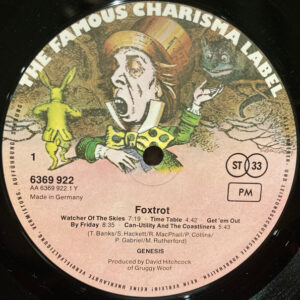 THE FAMOUS CHARISMA LABEL
1
6369 922
AA 6369 922.1 Y
Made in Germany
ST 33
PM
Foxtrot
Watcher Of The Skies 7:19 · Time Table 4:42 · Get'em Out
By Friday 8:35 · Can-Utility And The Coastliners 5:43
(T. Banks/S. Hackett/R. MacPhail/P. Collins/
P. Gabriel/M. Rutherford)
GENESIS
Produced by David Hitchcock
of Gruggy Woof